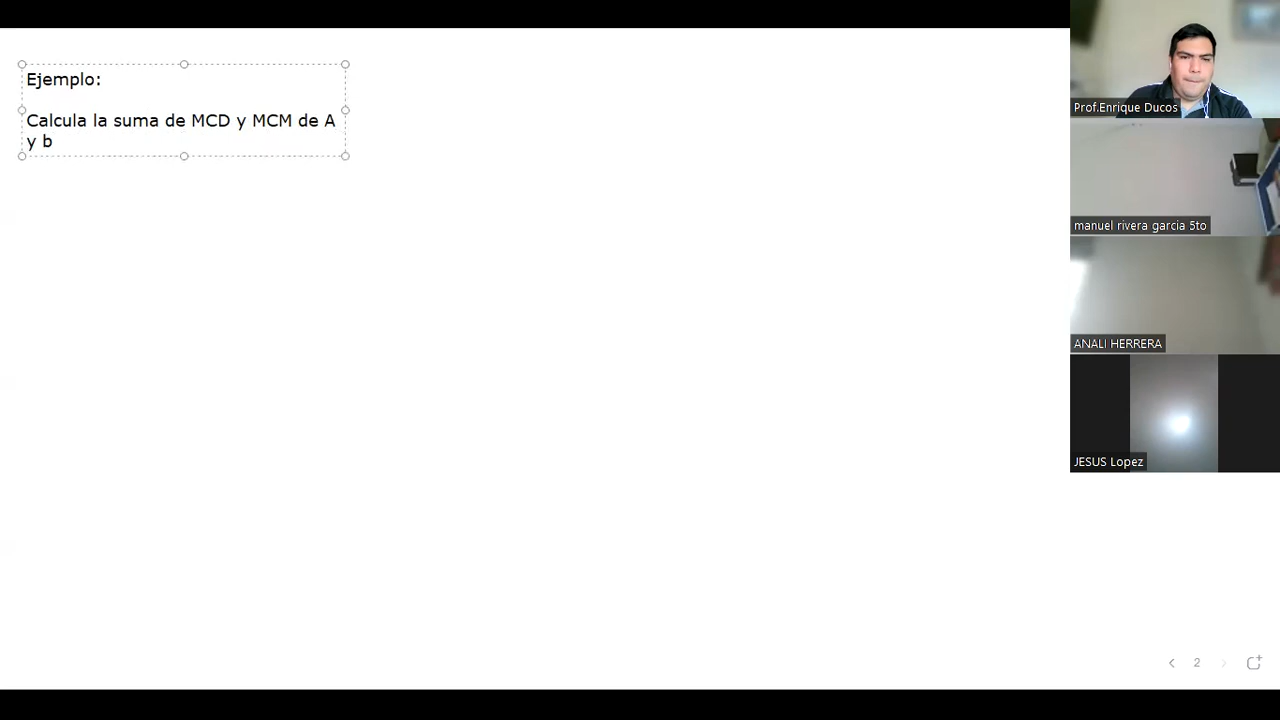 Ejemplo:
Calcula la suma de MCD y MCM de A
y b
Prof.Enrique Ducos
manuel rivera garcia 5to
ANALI HERRERA
JESUS Lopez
2